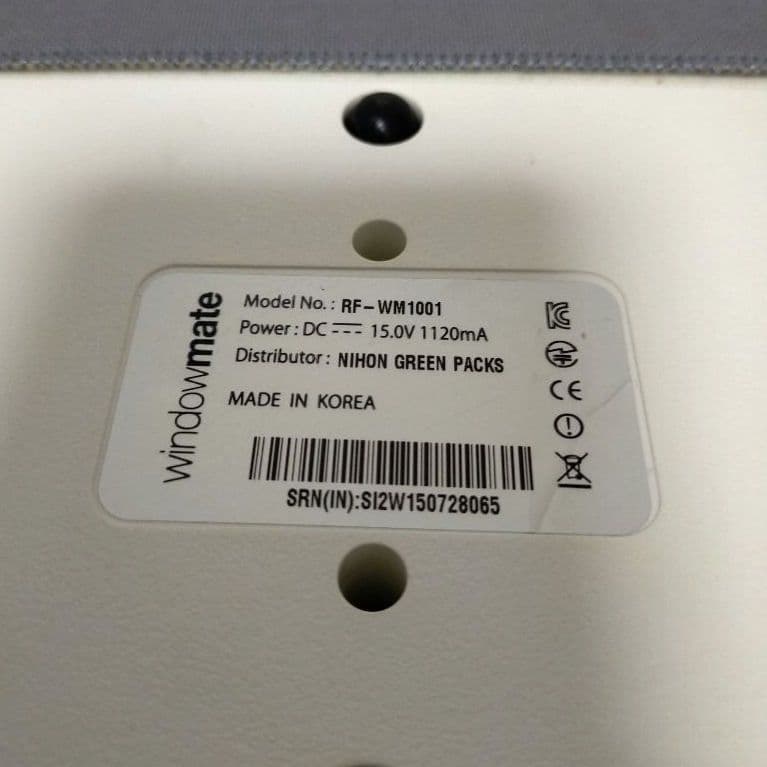 windowmate
Model No. : RF-WM1001
Power : DC 15.0V 1120mA
Distributor : NIHON GREEN PACKS
MADE IN KOREA
SRN(IN):SI2W150728065
CE